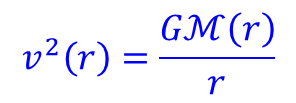 v²(r) = Gℳ(r)/r